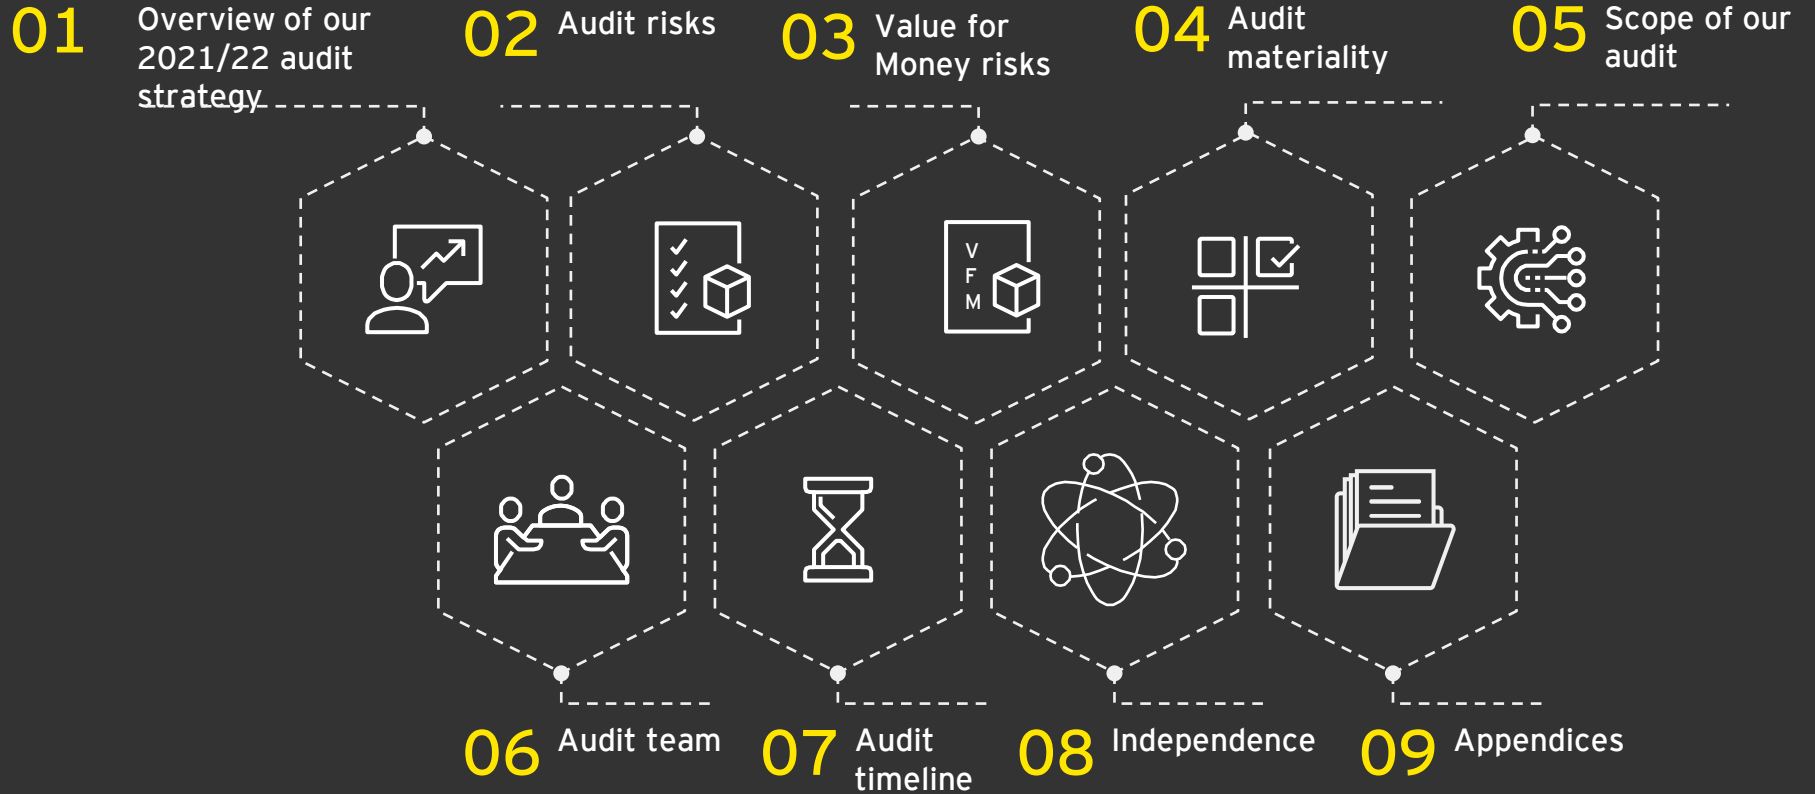 01
Overview of our
2021/22 audit
strategy
02
Audit risks
03
Value for
Money risks
04
Audit
materiality
05
Scope of our
audit
V
F
M
06
Audit team
07
Audit
timeline
08
Independence
09
Appendices